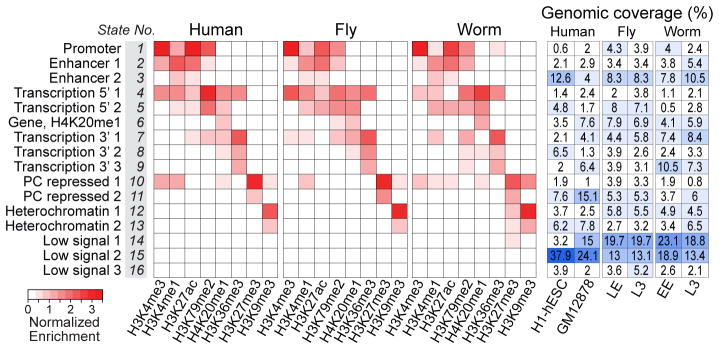 Genomic coverage (%)
State No. Human Fly Worm Human Fly Worm
Promoter 1 0.6 2 4.3 3.9 4 2.4
Enhancer 1 2 2.1 2.9 3.4 3.4 3.8 5.4
Enhancer 2 3 12.6 4 8.3 8.3 7.8 10.5
Transcription 5' 1 4 1.4 2.4 2 3.8 1.1 2.1
Transcription 5' 2 5 4.8 1.7 8 7.1 0.5 2.8
Gene, H4K20me1 6 3.5 7.6 7.9 6.9 4.1 5.9
Transcription 3' 1 7 2.1 4.1 4.4 5.8 7.4 8.4
Transcription 3' 2 8 6.5 1.3 3.9 2.6 2.4 3.3
Transcription 3' 3 9 2 6.4 3.9 3.1 10.5 7.3
PC repressed 1 10 1.9 1 3.9 3.3 1.9 0.8
PC repressed 2 11 7.6 15.1 5.3 5.3 3.7 6
Heterochromatin 1 12 3.7 2.5 5.8 5.5 4.9 4.5
Heterochromatin 2 13 6.2 7.8 2.2 2.7 3.4 6.5
Low signal 1 14 3.2 15 19.7 19.7 23.1 18.8
Low signal 2 15 37.9 24.1 13 13.1 18.9 13.4
Low signal 3 16 3.9 2 3.6 5.2 2.6 2.1
H3K4me3 H3K4me1 H3K27ac H3K79me2 H4K20me1 H3K36me3 H3K27me3 H3K9me3 H3K4me3 H3K4me1 H3K27ac H3K79me2 H4K20me1 H3K36me3 H3K27me3 H3K9me3 H3K4me3 H3K4me1 H3K27ac H3K79me2 H4K20me1 H3K36me3 H3K27me3 H3K9me3 H1-hESC GM12878 LE L3 EE L3
0 1 2 3
Normalized
Enrichment